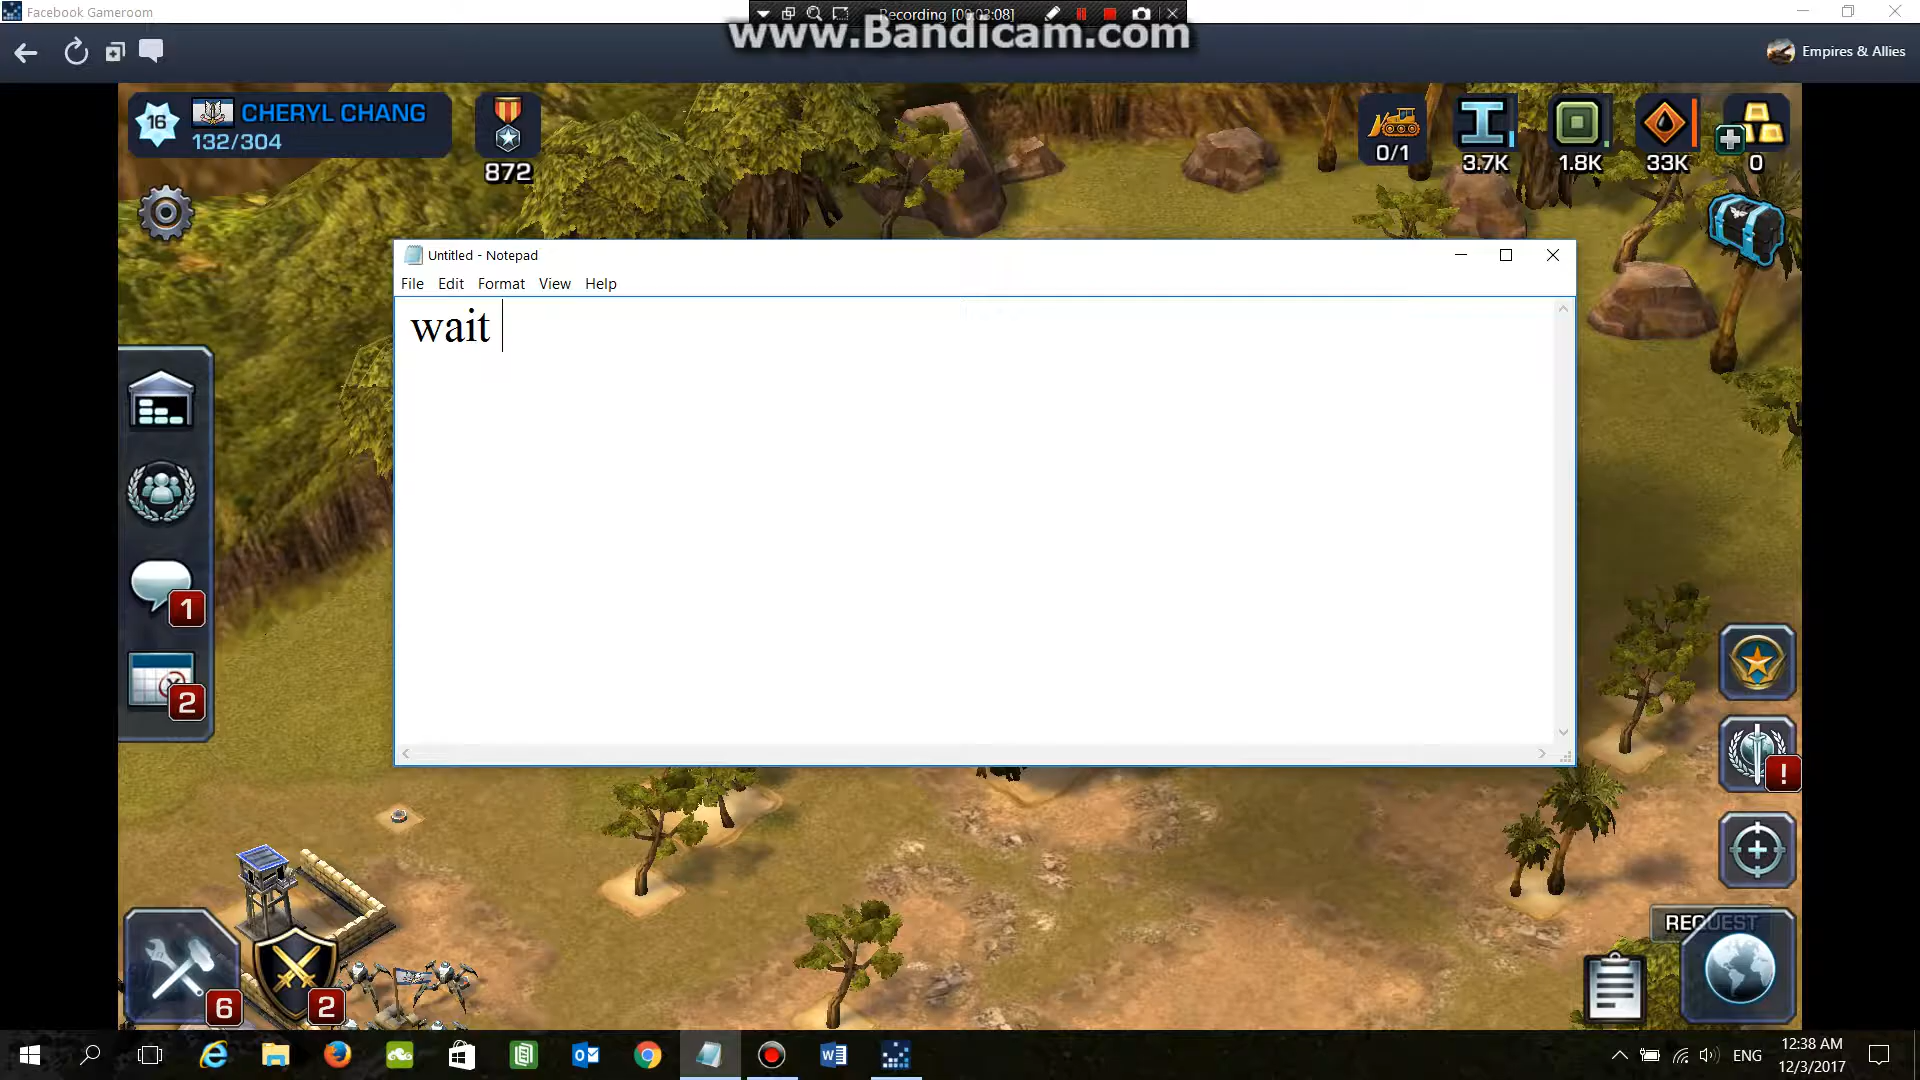 Facebook Gameroom
Recording [00:03:08]
www.Bandicam.com
Empires & Allies
16
CHERYL CHANG
132/304
872
0/1
3.7K
1.8K
33K
0
Untitled - Notepad
File Edit Format View Help
wait
1
2
!
REQUEST
6
2
ENG
12:38 AM
12/3/2017